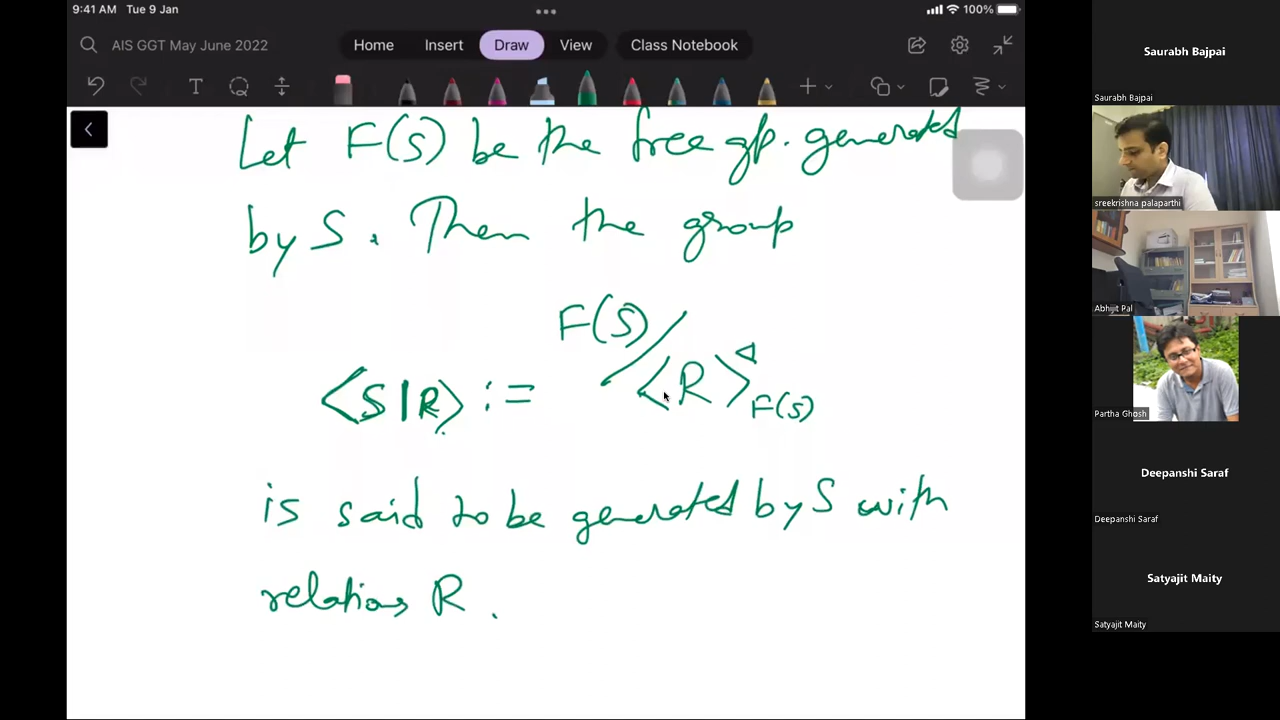 9:41 AM Tue 9 Jan
100%
AIS GGT May June 2022
Home Insert Draw View Class Notebook
T
Let F(S) be the free gp. generated
by S. Then the group
<S|R> := F(S)/<R>^◁_F(S)
is said to be generated by S with
relations R.
Saurabh Bajpai
Saurabh Bajpai
sreekrishna palaparthi
Abhijit Pal
Partha Ghosh
Deepanshi Saraf
Deepanshi Saraf
Satyajit Maity
Satyajit Maity